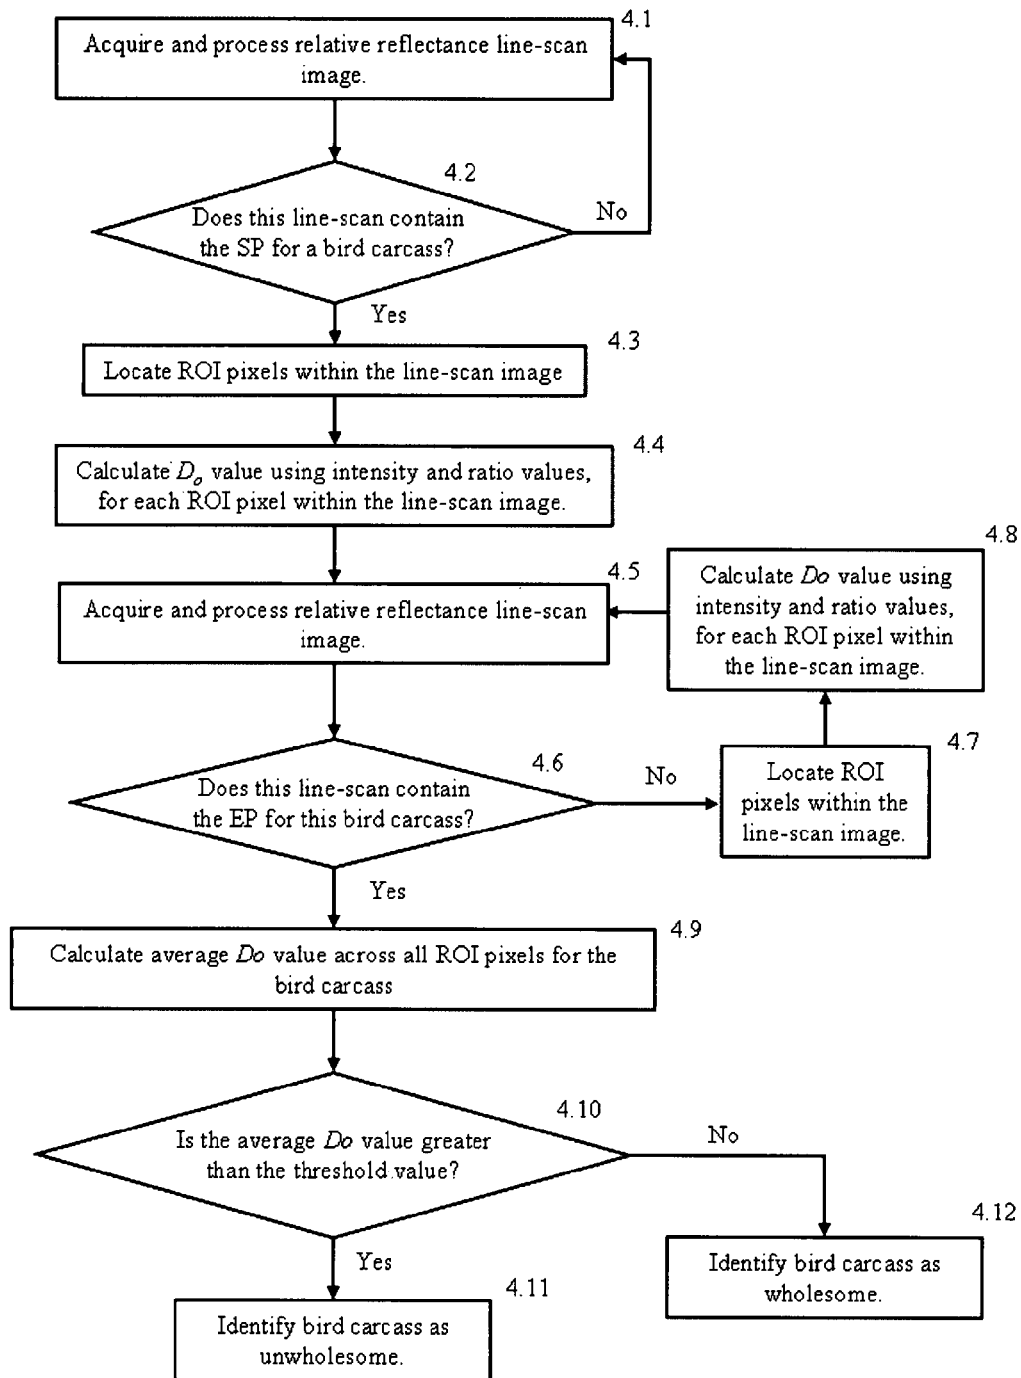 4.1
Acquire and process relative reflectance line-scan
image.
4.2
Does this line-scan contain
the SP for a bird carcass?
No
Yes
4.3
Locate ROI pixels within the line-scan image
4.4
Calculate Do value using intensity and ratio values,
for each ROI pixel within the line-scan image.
4.5
Acquire and process relative reflectance line-scan
image.
4.8
Calculate Do value using
intensity and ratio values,
for each ROI pixel within
the line-scan image.
4.6
Does this line-scan contain
the EP for this bird carcass?
No
4.7
Locate ROI
pixels within the
line-scan image.
Yes
4.9
Calculate average Do value across all ROI pixels for the
bird carcass
4.10
Is the average Do value greater
than the threshold value?
No
Yes
4.12
Identify bird carcass as
wholesome.
4.11
Identify bird carcass as
unwholesome.